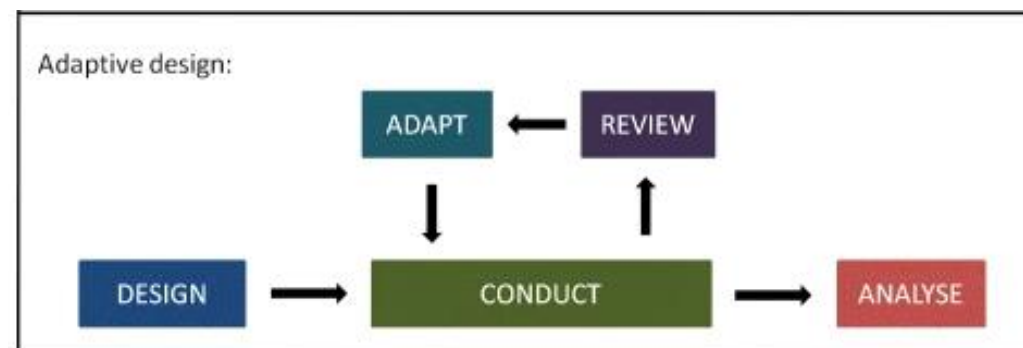 Adaptive design:
ADAPT
REVIEW
DESIGN
CONDUCT
ANALYSE